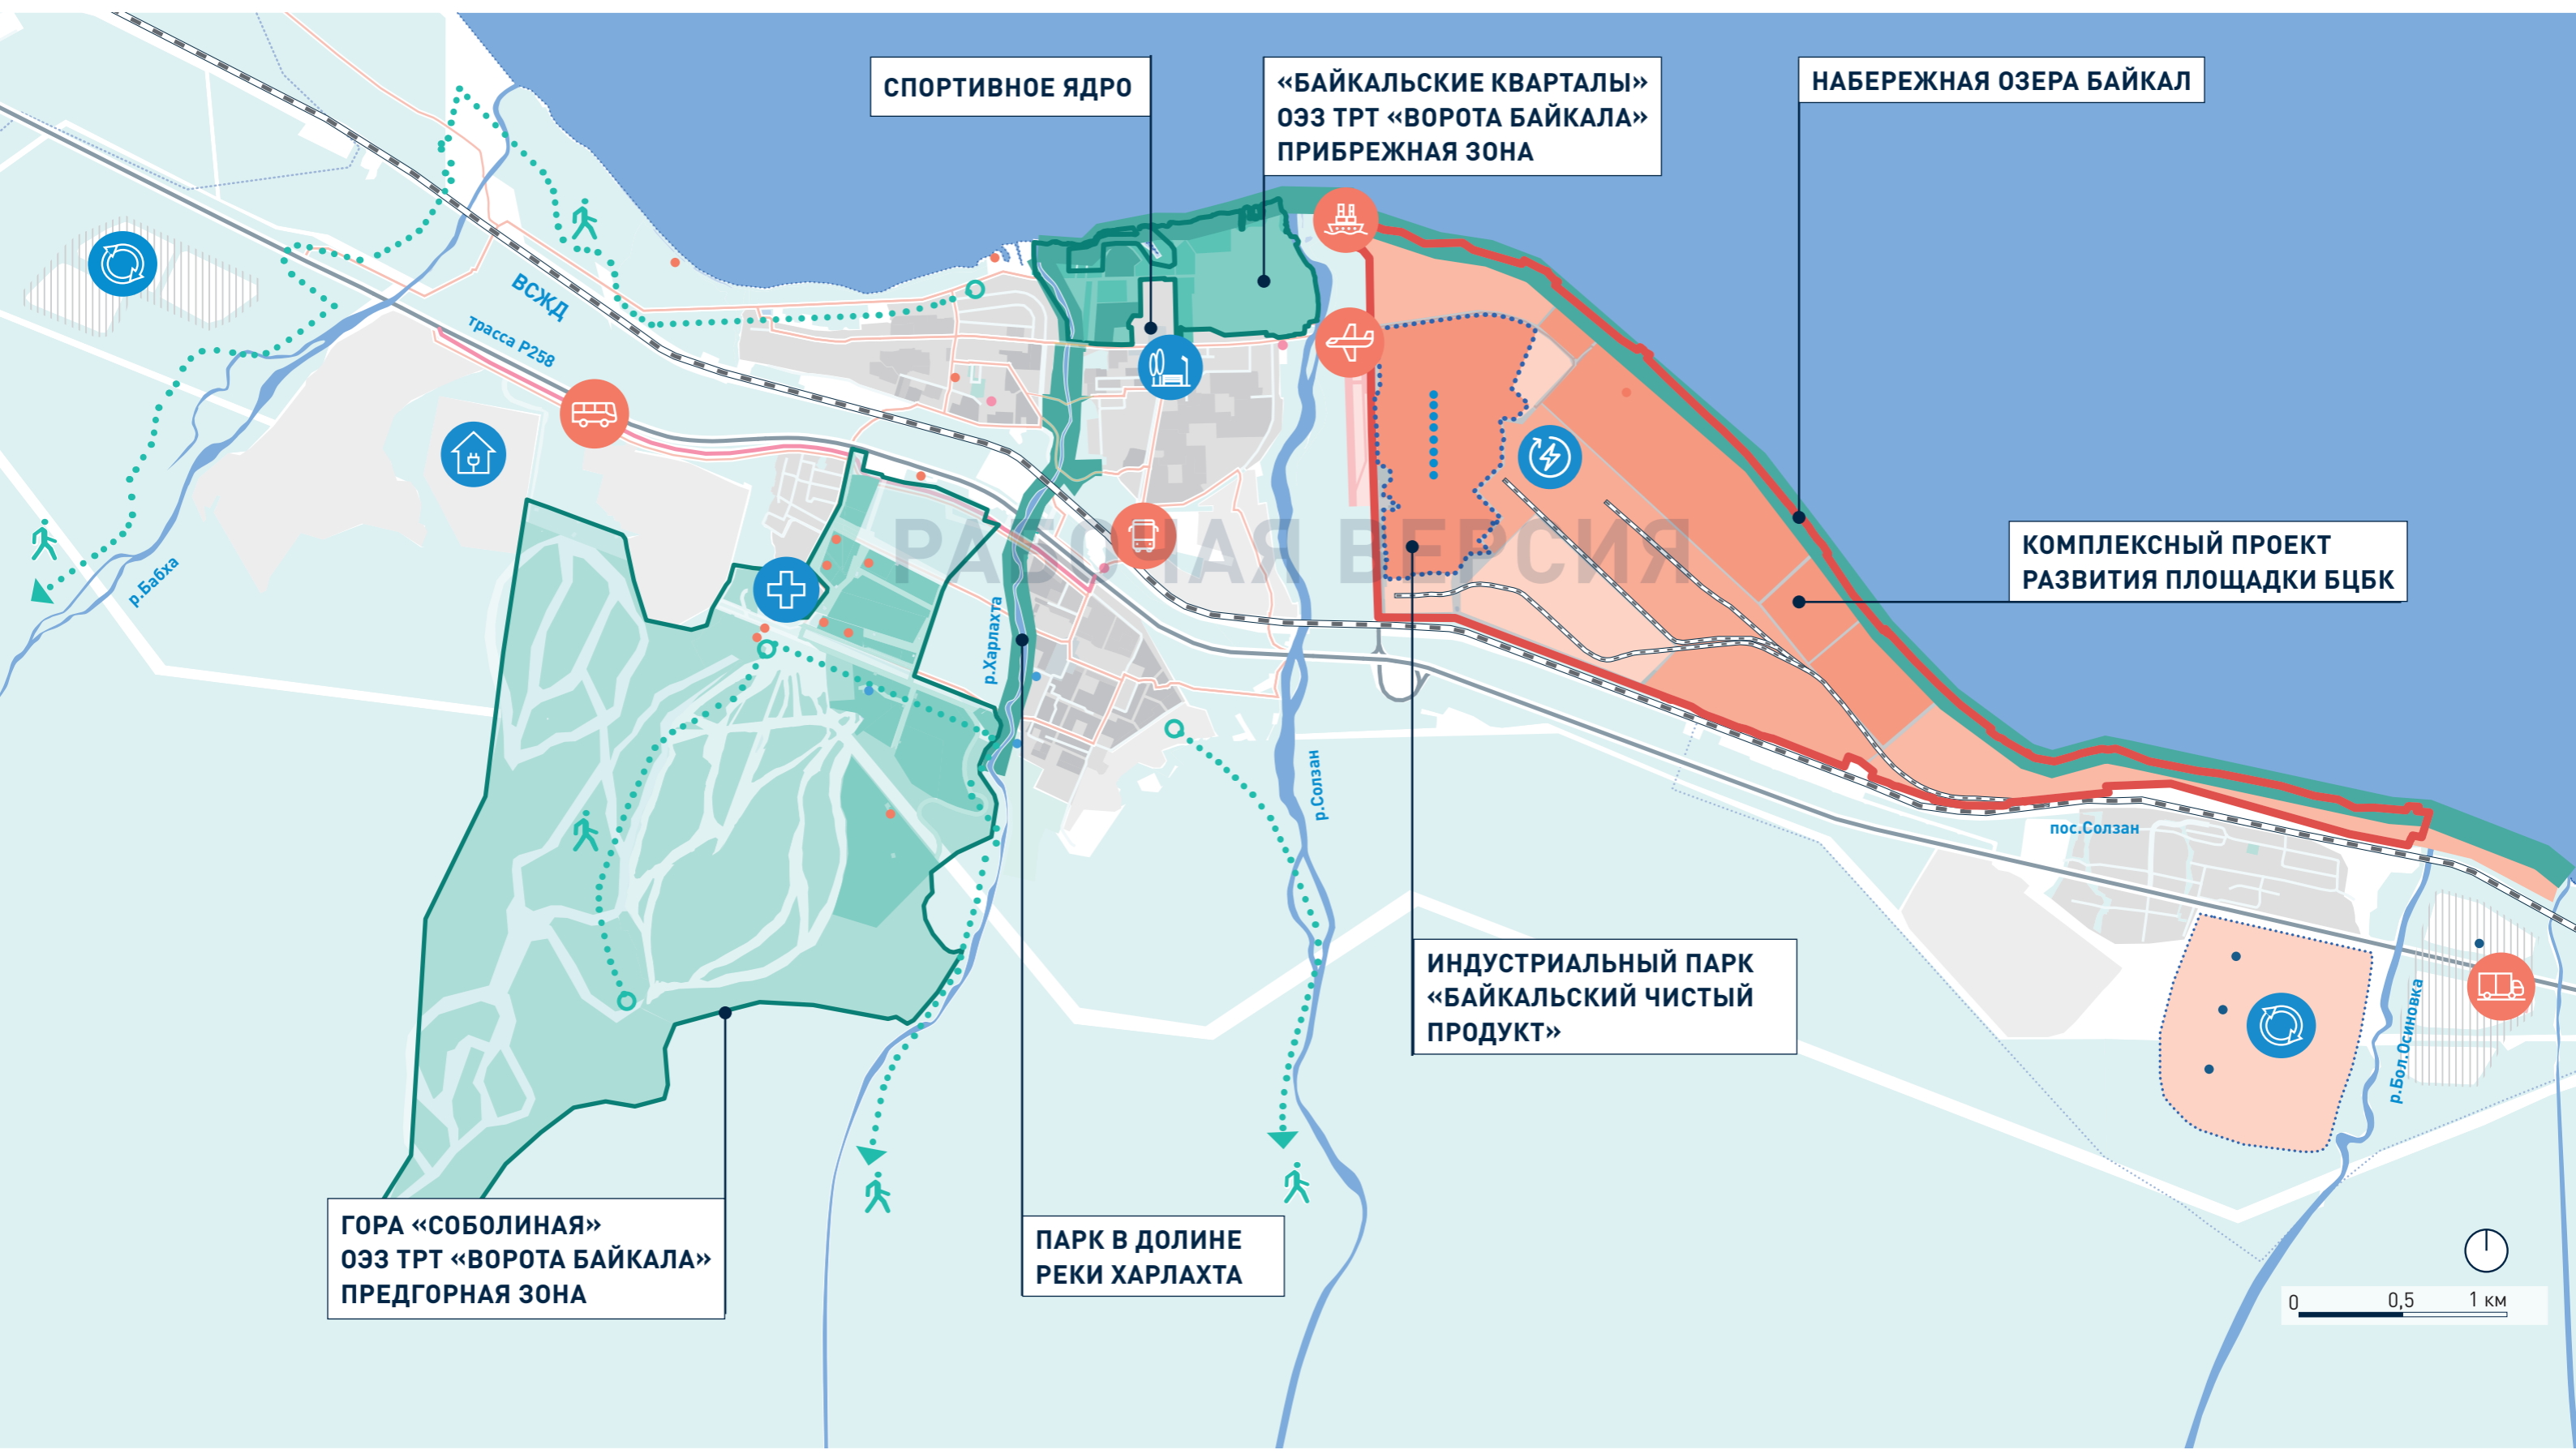 СПОРТИВНОЕ ЯДРО
«БАЙКАЛЬСКИЕ КВАРТАЛЫ»
ОЭЗ ТРТ «ВОРОТА БАЙКАЛА»
ПРИБРЕЖНАЯ ЗОНА
НАБЕРЕЖНАЯ ОЗЕРА БАЙКАЛ
ВСЖД
трасса Р258
РАБОЧАЯ ВЕРСИЯ
КОМПЛЕКСНЫЙ ПРОЕКТ
РАЗВИТИЯ ПЛОЩАДКИ БЦБК
р.Бабха
р.Харлахта
р.Солзан
пос.Солзан
ИНДУСТРИАЛЬНЫЙ ПАРК
«БАЙКАЛЬСКИЙ ЧИСТЫЙ
ПРОДУКТ»
р.Бол.Осиновка
ГОРА «СОБОЛИНАЯ»
ОЭЗ ТРТ «ВОРОТА БАЙКАЛА»
ПРЕДГОРНАЯ ЗОНА
ПАРК В ДОЛИНЕ
РЕКИ ХАРЛАХТА
0 0,5 1 км